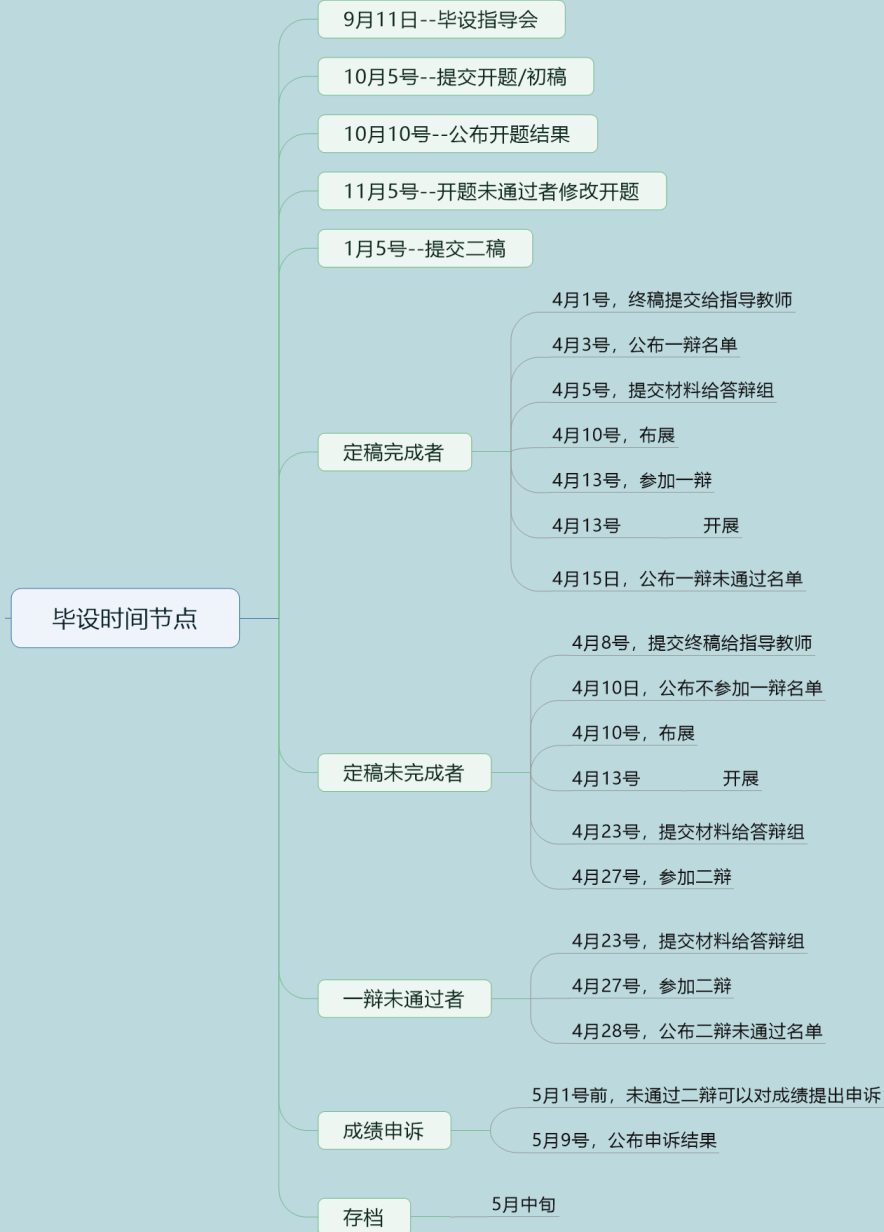 9月11日--毕设指导会
10月5号--提交开题/初稿
10月10号--公布开题结果
11月5号--开题未通过者修改开题
1月5号--提交二稿
毕设时间节点
定稿完成者
4月1号，终稿提交给指导教师
4月3号，公布一辩名单
4月5号，提交材料给答辩组
4月10号，布展
4月13号，参加一辩
4月13号 开展
4月15日，公布一辩未通过名单
定稿未完成者
4月8号，提交终稿给指导教师
4月10日，公布不参加一辩名单
4月10号，布展
4月13号 开展
4月23号，提交材料给答辩组
4月27号，参加二辩
一辩未通过者
4月23号，提交材料给答辩组
4月27号，参加二辩
4月28号，公布二辩未通过名单
成绩申诉
5月1号前，未通过二辩可以对成绩提出申诉
5月9号，公布申诉结果
存档
5月中旬